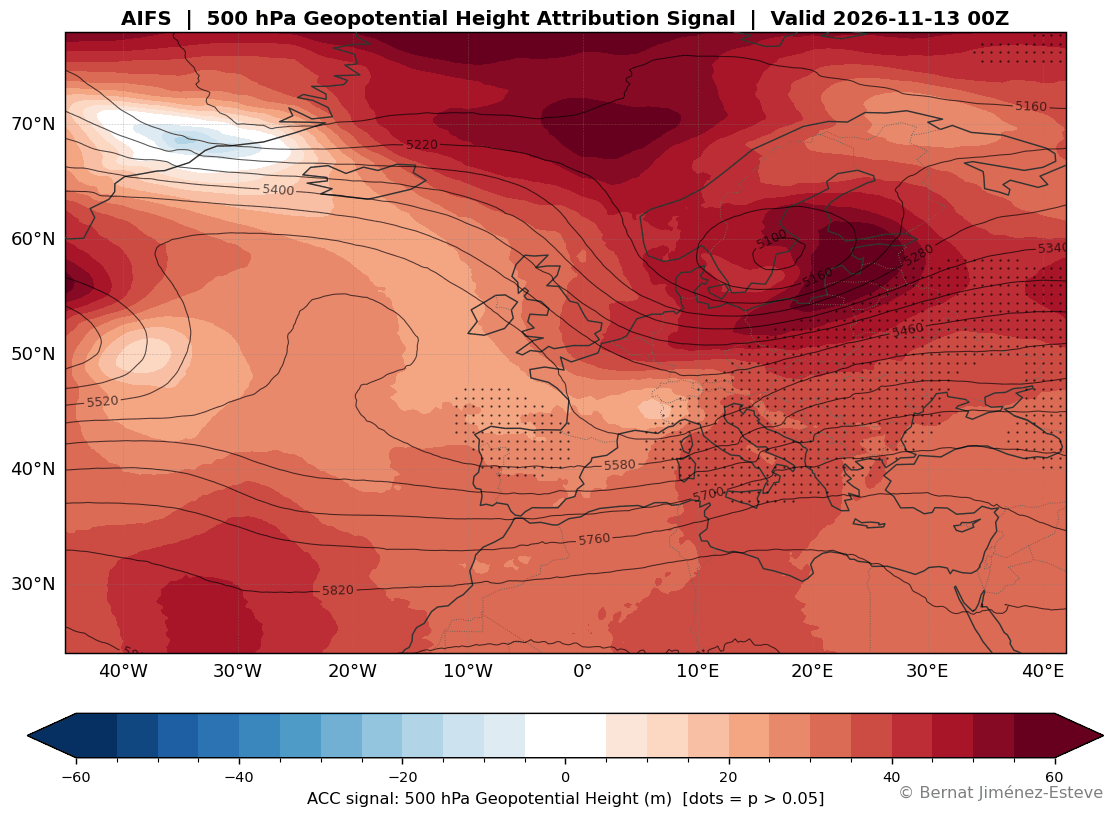 AIFS | 500 hPa Geopotential Height Attribution Signal | Valid 2026-11-13 00Z
70°N
60°N
50°N
40°N
30°N
5160
5220
5400
5100
5160
5280
5340
5460
5520
5580
5700
5760
5820
40°W
30°W
20°W
10°W
0°
10°E
20°E
30°E
40°E
−60
−40
−20
0
20
40
60
ACC signal: 500 hPa Geopotential Height (m) [dots = p > 0.05]
© Bernat Jiménez-Esteve